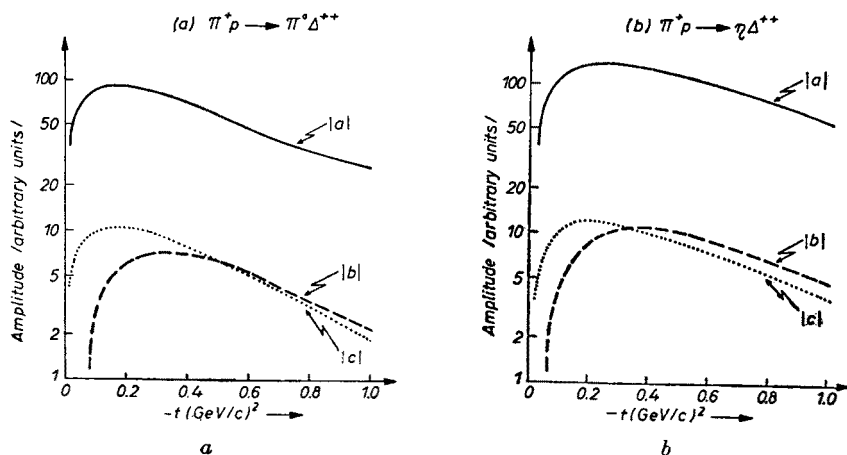 (a) π⁺p → π°Δ⁺⁺
Amplitude /arbitrary units/
100
50
20
10
5
2
1
|a|
|b|
|c|
0
0.2
0.4
0.6
0.8
1.0
-t (GeV/c)² →
a
(b) π⁺p → ηΔ⁺⁺
Amplitude /arbitrary units/
100
50
20
10
5
2
1
|a|
|b|
|c|
0
0.2
0.4
0.6
0.8
1.0
-t (GeV/c)² →
b